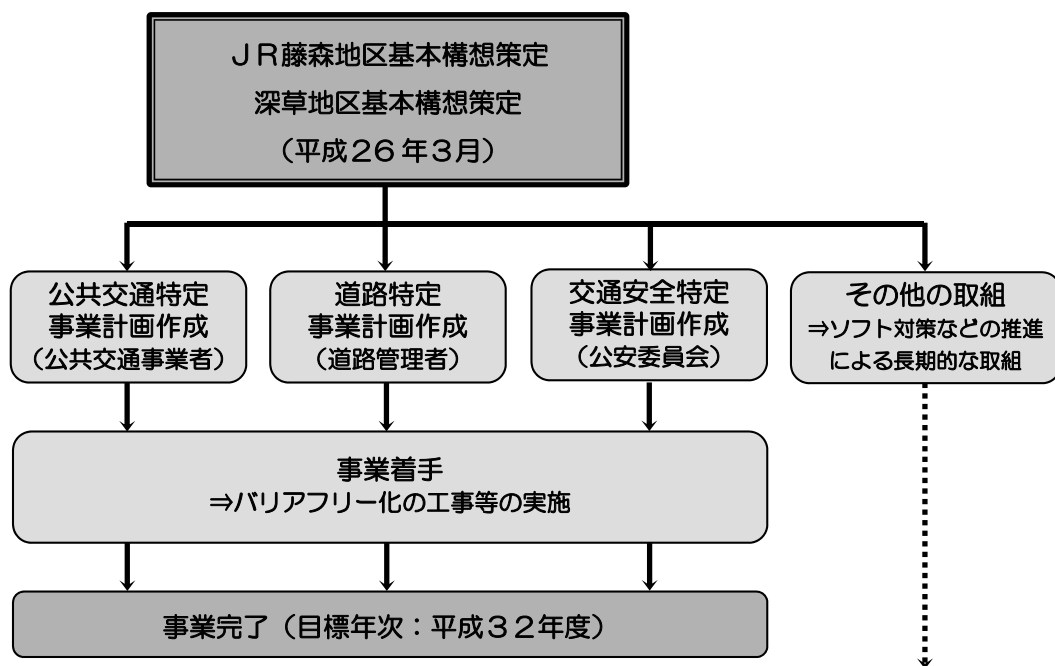 ＪＲ藤森地区基本構想策定
深草地区基本構想策定
（平成２６年３月）
公共交通特定
事業計画作成
（公共交通事業者）
道路特定
事業計画作成
（道路管理者）
交通安全特定
事業計画作成
（公安委員会）
その他の取組
⇒ソフト対策などの推進
による長期的な取組
事業着手
⇒バリアフリー化の工事等の実施
事業完了（目標年次：平成３２年度）